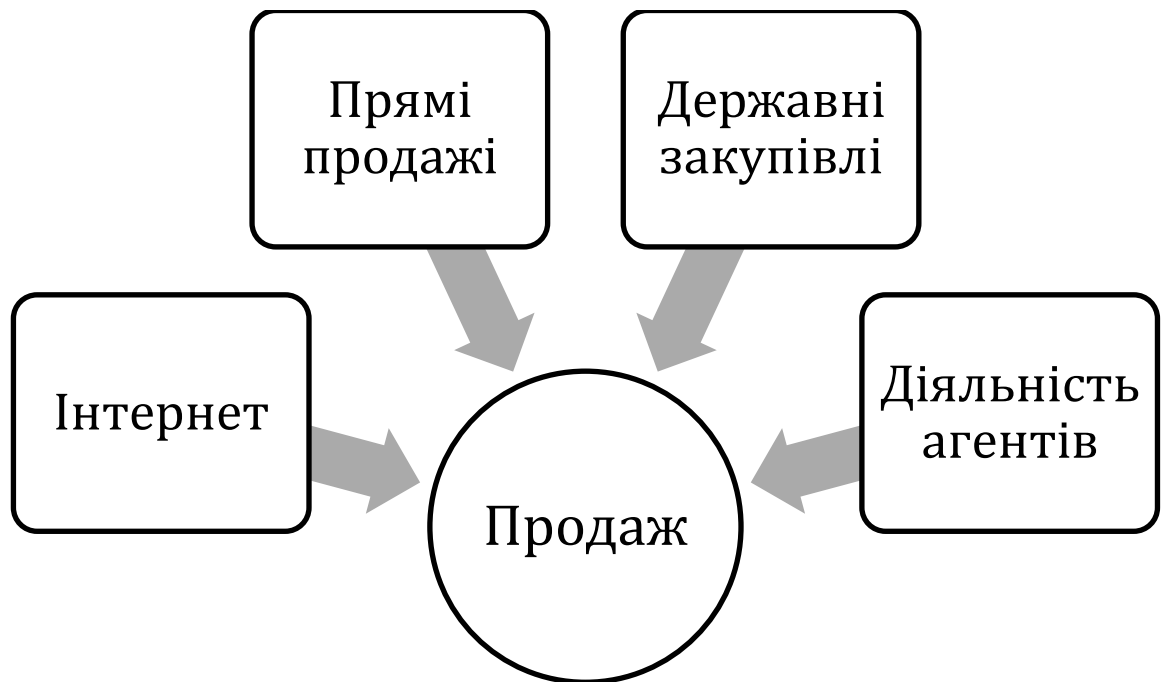 Прямі
продажі
Державні
закупівлі
Інтернет
Діяльність
агентів
Продаж